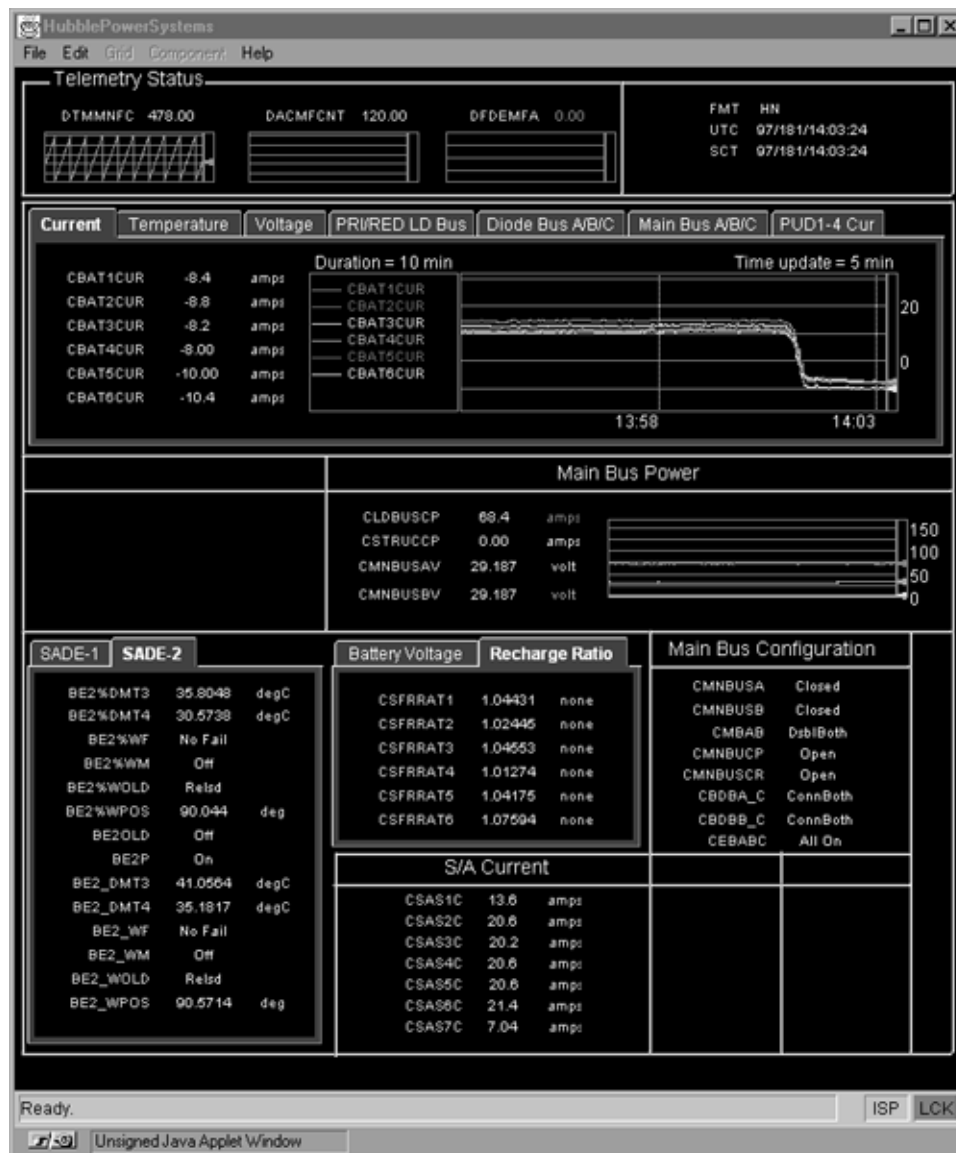 HubblePowerSystems
File Edit Grid Component Help
Telemetry Status
DTMMNFC 478.00 DACMFCNT 120.00 DFDEMFA 0.00
FMT HN
UTC 97/181/14:03:24
SCT 97/181/14:03:24
Current Temperature Voltage PRI/RED LD Bus Diode Bus A/B/C Main Bus A/B/C PUD1-4 Cur
Duration = 10 min Time update = 5 min
CBAT1CUR -8.4 amps
CBAT2CUR -8.8 amps
CBAT3CUR -8.2 amps
CBAT4CUR -8.00 amps
CBAT5CUR -10.00 amps
CBAT6CUR -10.4 amps
CBAT1CUR
CBAT2CUR
CBAT3CUR
CBAT4CUR
CBAT5CUR
CBAT6CUR
20
0
13:58 14:03
Main Bus Power
CLDBUSCP 68.4 amps
CSTRUCCP 0.00 amps
CMNBUSAV 29.187 volt
CMNBUSBV 29.187 volt
150
100
50
0
SADE-1 SADE-2
BE2%DMT3 35.8048 degC
BE2%DMT4 30.5738 degC
BE2%WF No Fail
BE2%WM Off
BE2%WOLD Relsd
BE2%WPOS 90.044 deg
BE2OLD Off
BE2P On
BE2_DMT3 41.0564 degC
BE2_DMT4 35.1817 degC
BE2_WF No Fail
BE2_WM Off
BE2_WOLD Relsd
BE2_WPOS 90.5714 deg
Battery Voltage Recharge Ratio
CSFRRAT1 1.04431 none
CSFRRAT2 1.02445 none
CSFRRAT3 1.04553 none
CSFRRAT4 1.01274 none
CSFRRAT5 1.04175 none
CSFRRAT6 1.07594 none
Main Bus Configuration
CMNBUSA Closed
CMNBUSB Closed
CMBAB DsblBoth
CMNBUCP Open
CMNBUSCR Open
CBDBA_C ConnBoth
CBDBB_C ConnBoth
CEBABC All On
S/A Current
CSAS1C 13.6 amps
CSAS2C 20.6 amps
CSAS3C 20.2 amps
CSAS4C 20.6 amps
CSAS5C 20.6 amps
CSAS6C 21.4 amps
CSAS7C 7.04 amps
Ready. ISP LCK
Unsigned Java Applet Window